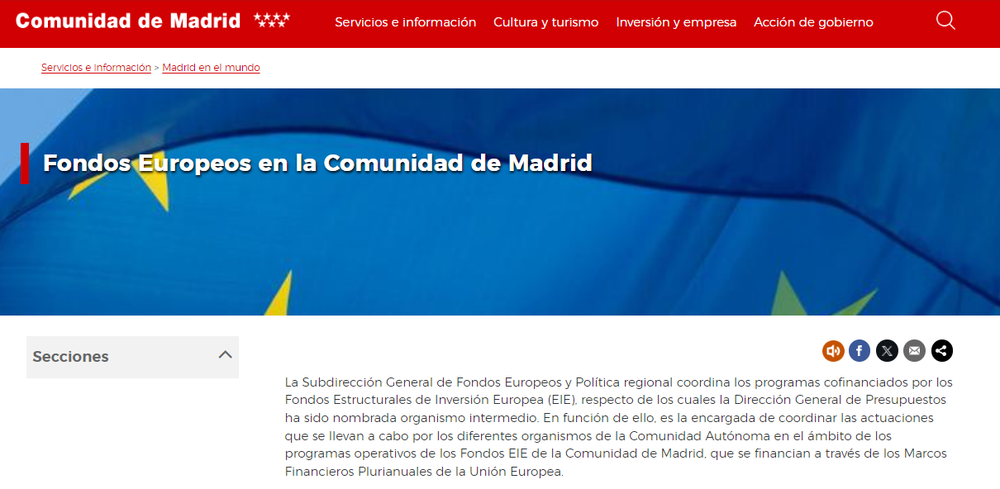 Comunidad de Madrid
Servicios e información Cultura y turismo Inversión y empresa Acción de gobierno
Servicios e información > Madrid en el mundo
Fondos Europeos en la Comunidad de Madrid
Secciones
La Subdirección General de Fondos Europeos y Política regional coordina los programas cofinanciados por los
Fondos Estructurales de Inversión Europea (EIE), respecto de los cuales la Dirección General de Presupuestos
ha sido nombrada organismo intermedio. En función de ello, es la encargada de coordinar las actuaciones
que se llevan a cabo por los diferentes organismos de la Comunidad Autónoma en el ámbito de los
programas operativos de los Fondos EIE de la Comunidad de Madrid, que se financian a través de los Marcos
Financieros Plurianuales de la Unión Europea.